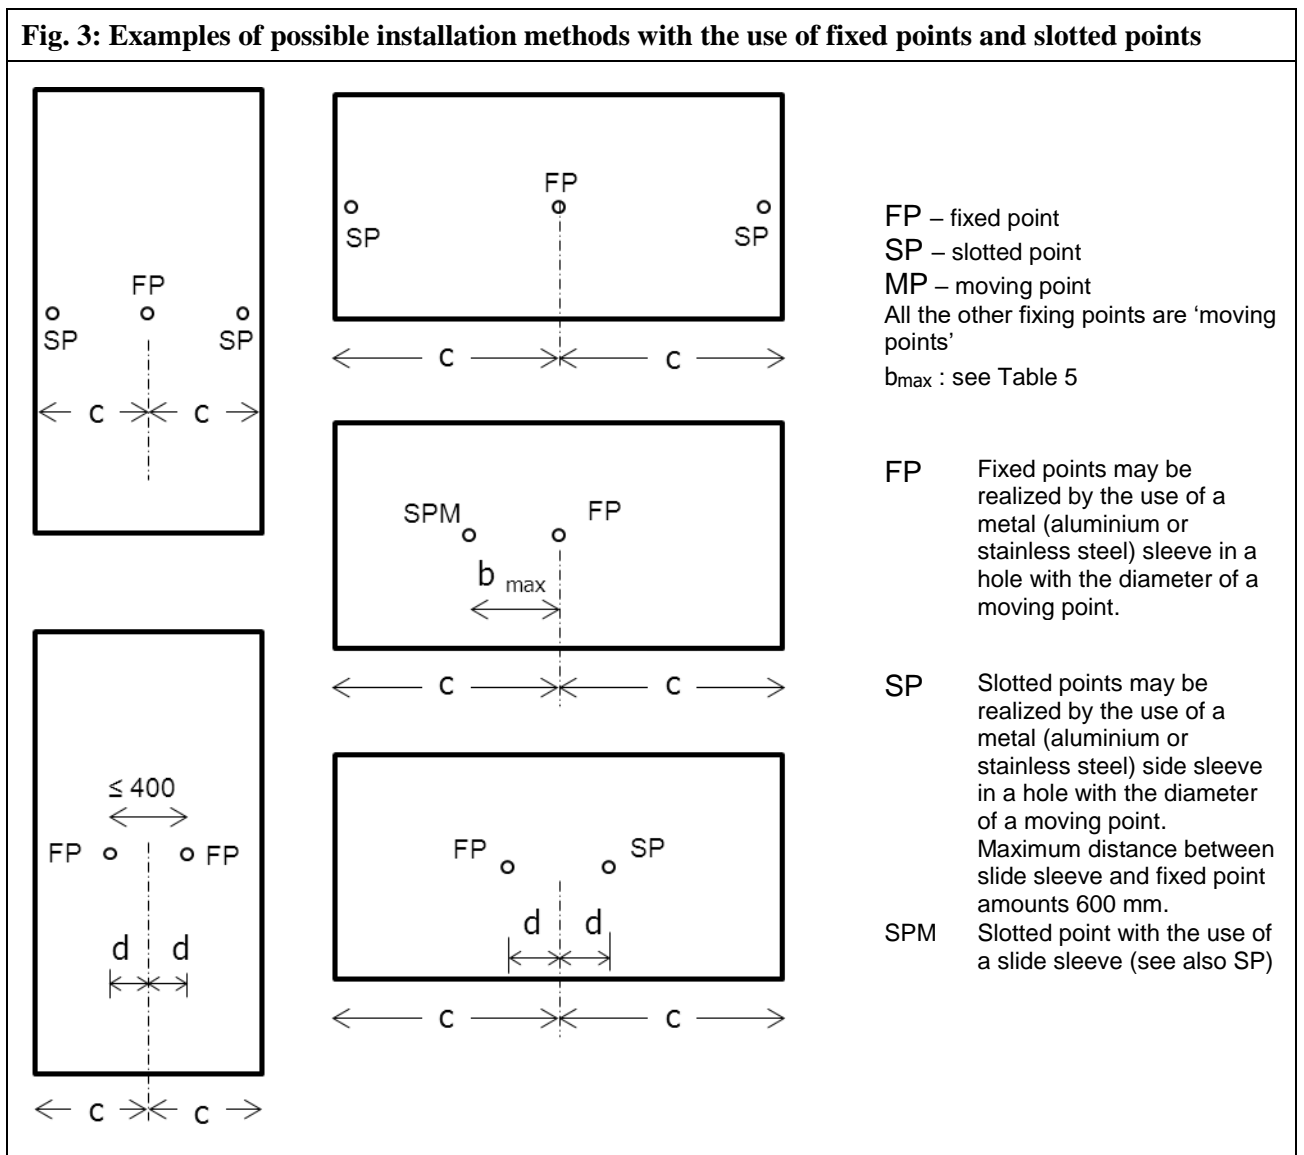 Fig. 3: Examples of possible installation methods with the use of fixed points and slotted points
FP
SP
SP
c
c
FP
SP
SP
c
c
SPM
FP
b max
c
c
≤ 400
FP
FP
d
d
c
c
FP
SP
d
d
c
c
FP – fixed point
SP – slotted point
MP – moving point
All the other fixing points are ‘moving
points’
bmax : see Table 5
FP Fixed points may be
realized by the use of a
metal (aluminium or
stainless steel) sleeve in a
hole with the diameter of a
moving point.
SP Slotted points may be
realized by the use of a
metal (aluminium or
stainless steel) side sleeve
in a hole with the diameter
of a moving point.
Maximum distance between
slide sleeve and fixed point
amounts 600 mm.
SPM Slotted point with the use of
a slide sleeve (see also SP)